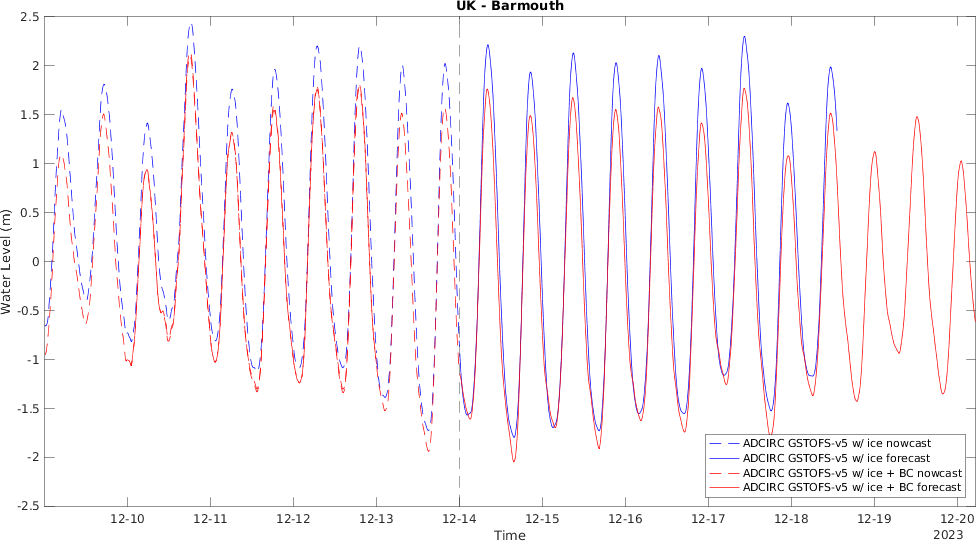 UK - Barmouth
2.5
2
1.5
1
0.5
0
-0.5
-1
-1.5
-2
-2.5
Water Level (m)
ADCIRC GSTOFS-v5 w/ ice nowcast
ADCIRC GSTOFS-v5 w/ ice forecast
ADCIRC GSTOFS-v5 w/ ice + BC nowcast
ADCIRC GSTOFS-v5 w/ ice + BC forecast
12-10 12-11 12-12 12-13 12-14 12-15 12-16 12-17 12-18 12-19 12-20
Time
2023